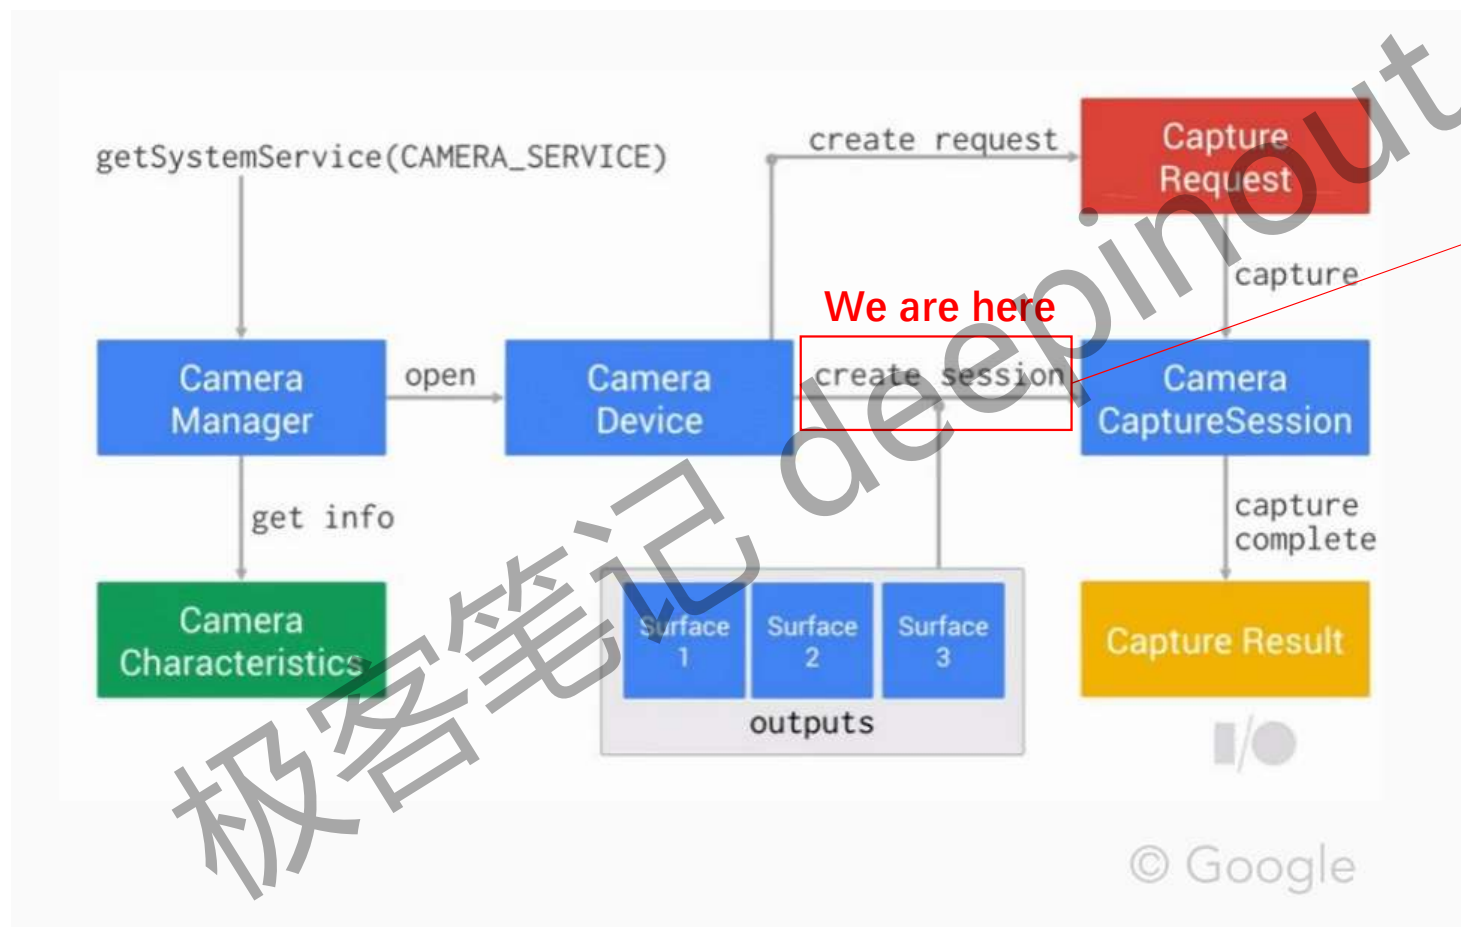 getSystemService(CAMERA_SERVICE)
create request
Capture
Request
capture
We are here
Camera
Manager
open
Camera
Device
create session
Camera
CaptureSession
get info
capture
complete
Camera
Characteristics
Surface
1
Surface
2
Surface
3
outputs
Capture Result
I/O
© Google
极客笔记 deepinout